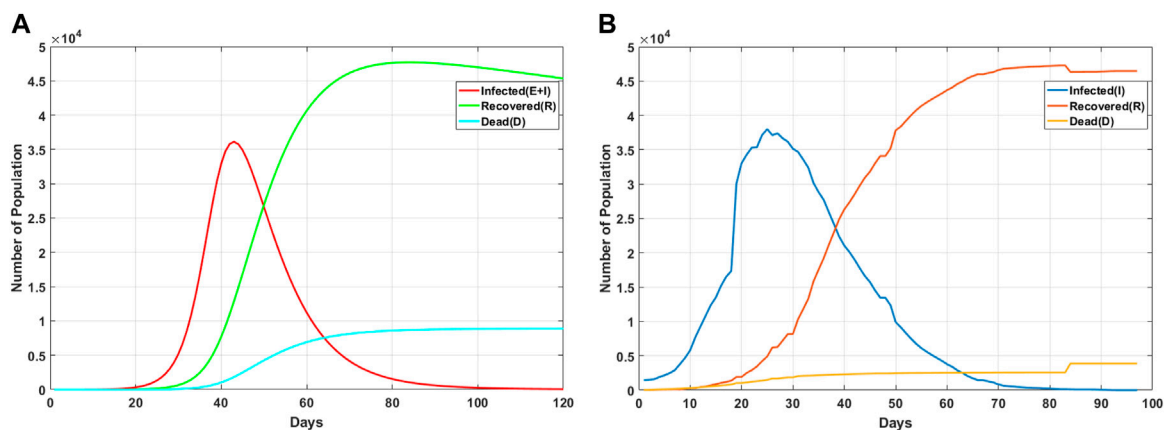 A
×10⁴
5
4.5
4
3.5
3
2.5
2
1.5
1
0.5
0
Number of Population
0 20 40 60 80 100 120
Days
Infected(E+I)
Recovered(R)
Dead(D)
B
×10⁴
5
4.5
4
3.5
3
2.5
2
1.5
1
0.5
0
Number of Population
0 10 20 30 40 50 60 70 80 90 100
Days
Infected(I)
Recovered(R)
Dead(D)